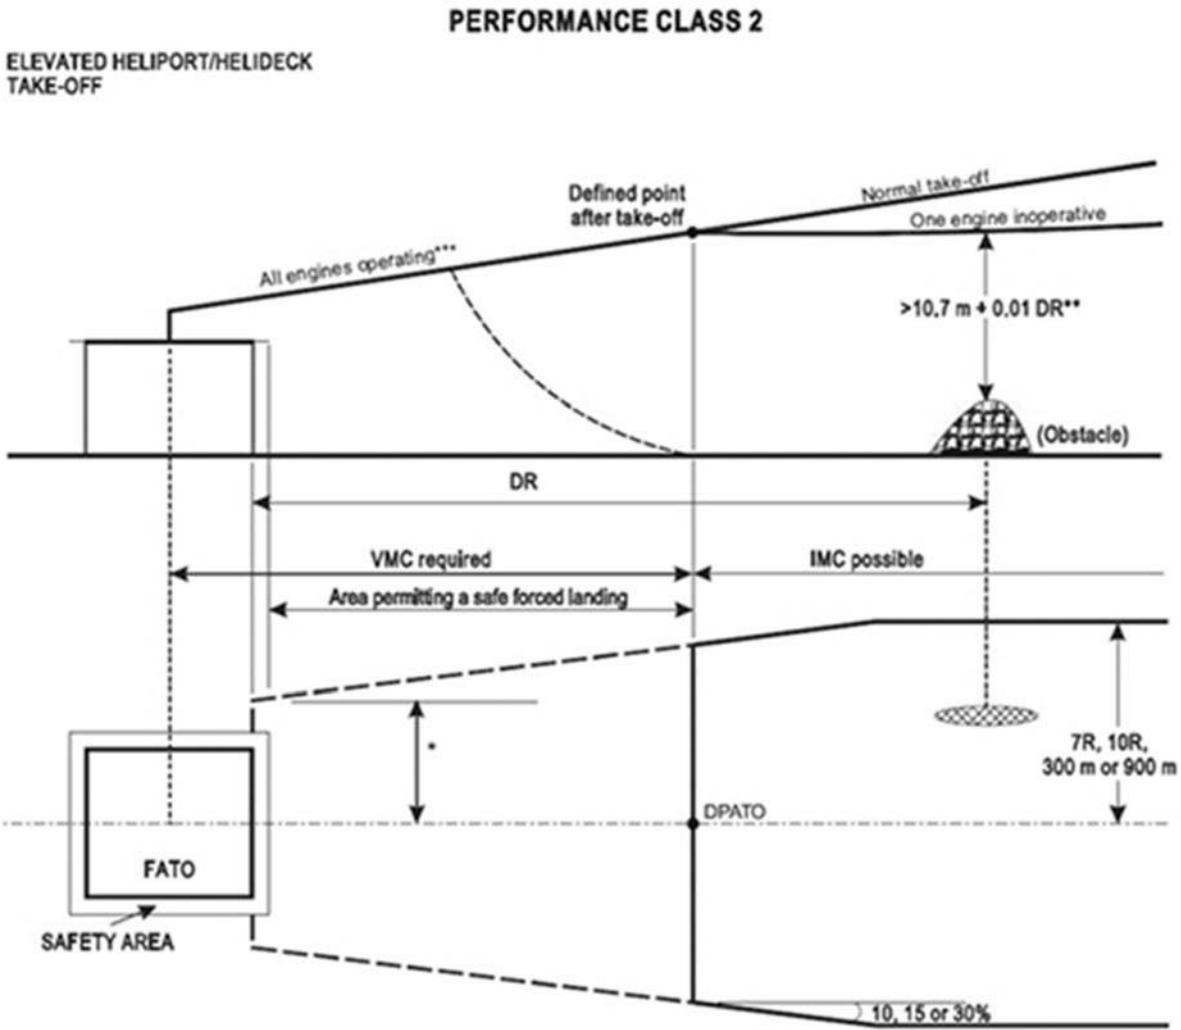 PERFORMANCE CLASS 2
ELEVATED HELIPORT/HELIDECK
TAKE-OFF
Defined point
after take-off
Normal take-off
One engine inoperative
All engines operating***
>10.7 m + 0.01 DR**
(Obstacle)
DR
VMC required
IMC possible
Area permitting a safe forced landing
*
7R, 10R,
300 m or 900 m
DPATO
FATO
SAFETY AREA
10, 15 or 30%